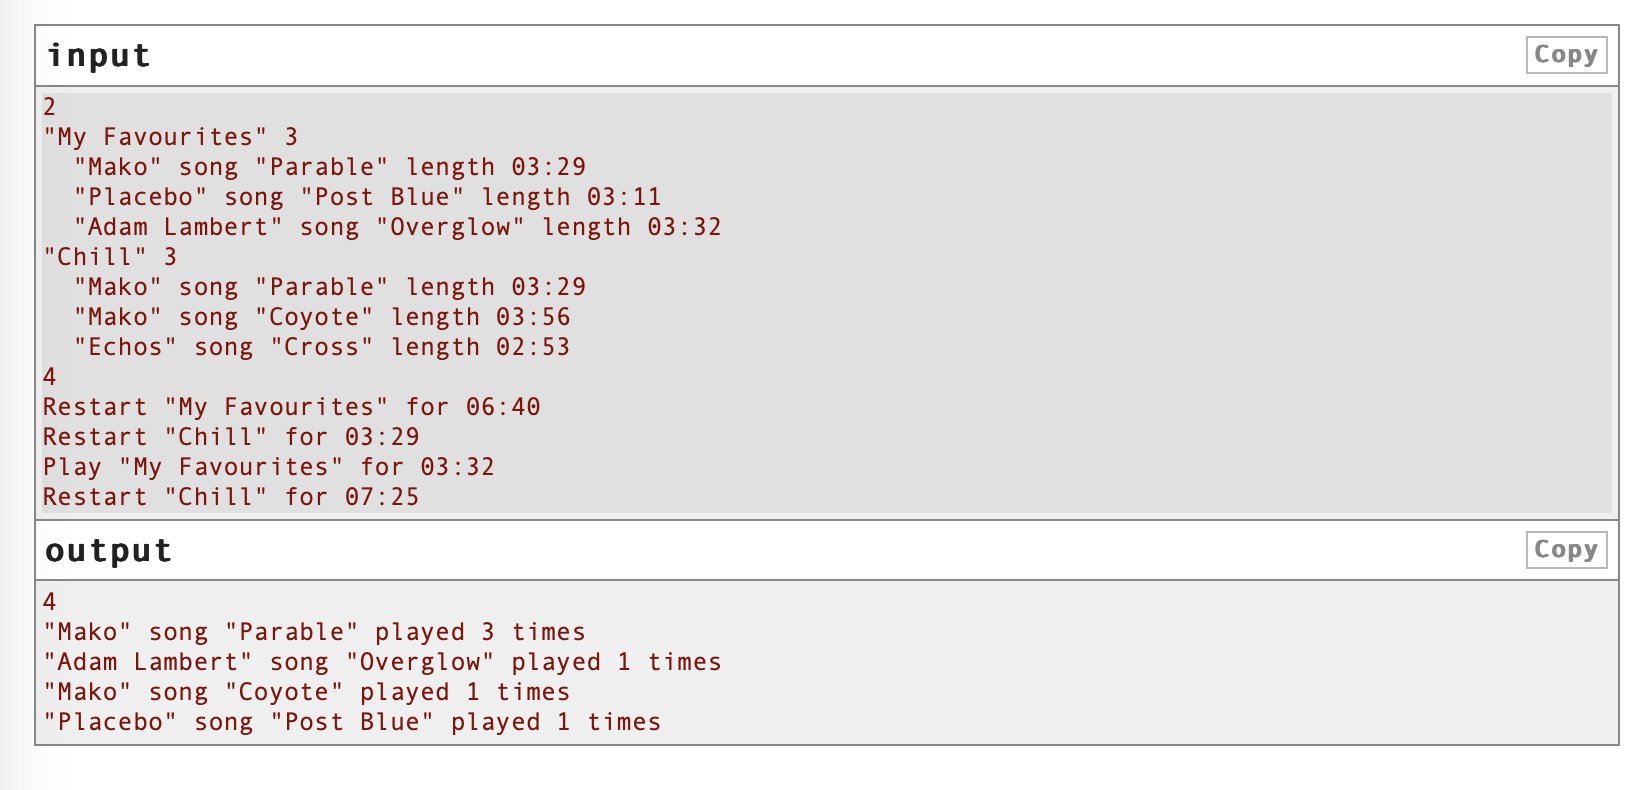 input
Copy
2
"My Favourites" 3
  "Mako" song "Parable" length 03:29
  "Placebo" song "Post Blue" length 03:11
  "Adam Lambert" song "Overglow" length 03:32
"Chill" 3
  "Mako" song "Parable" length 03:29
  "Mako" song "Coyote" length 03:56
  "Echos" song "Cross" length 02:53
4
Restart "My Favourites" for 06:40
Restart "Chill" for 03:29
Play "My Favourites" for 03:32
Restart "Chill" for 07:25
output
Copy
4
"Mako" song "Parable" played 3 times
"Adam Lambert" song "Overglow" played 1 times
"Mako" song "Coyote" played 1 times
"Placebo" song "Post Blue" played 1 times